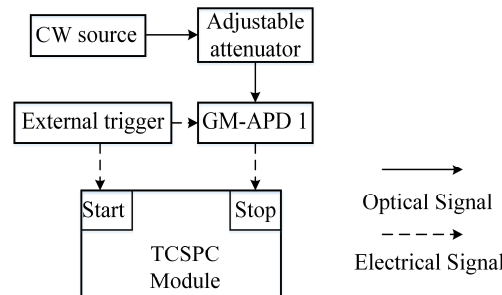 CW source
Adjustable
attenuator
External trigger
GM-APD 1
Start
Stop
TCSPC
Module
Optical Signal
Electrical Signal